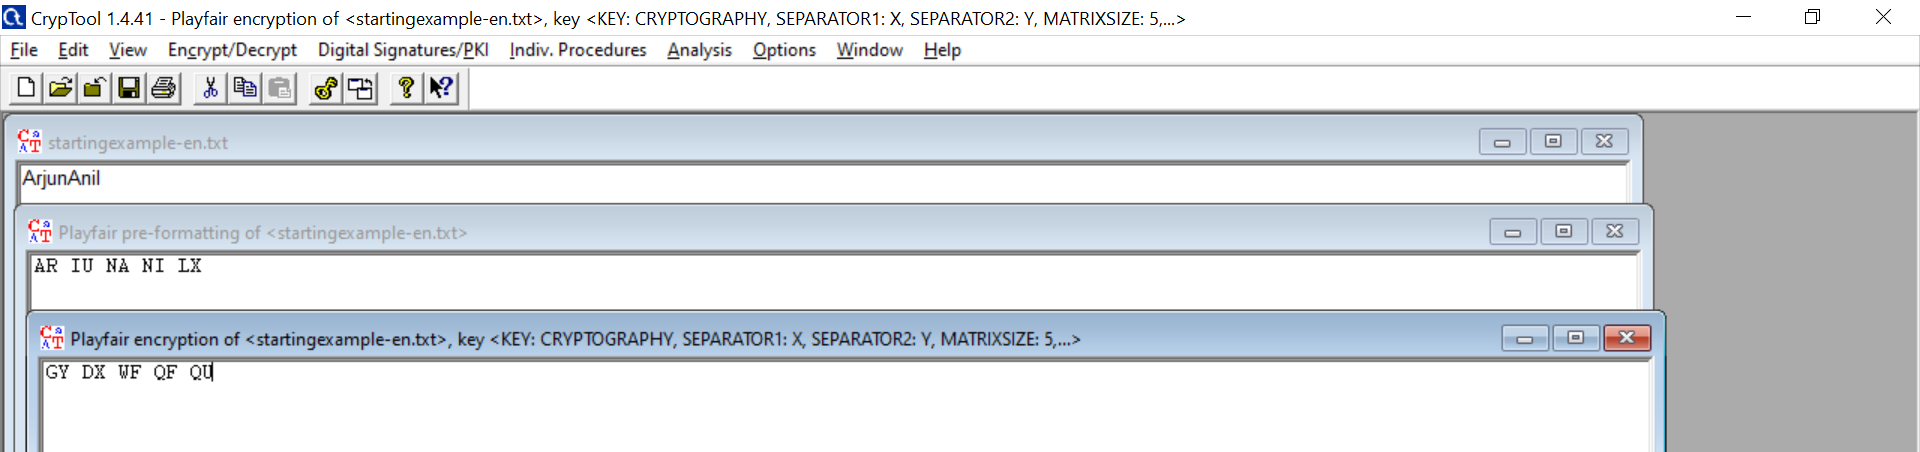 CrypTool 1.4.41 - Playfair encryption of <startingexample-en.txt>, key <KEY: CRYPTOGRAPHY, SEPARATOR1: X, SEPARATOR2: Y, MATRIXSIZE: 5,...>
File Edit View Encrypt/Decrypt Digital Signatures/PKI Indiv. Procedures Analysis Options Window Help
startingexample-en.txt
ArjunAnil
Playfair pre-formatting of <startingexample-en.txt>
AR IU NA NI LX
Playfair encryption of <startingexample-en.txt>, key <KEY: CRYPTOGRAPHY, SEPARATOR1: X, SEPARATOR2: Y, MATRIXSIZE: 5,...>
GY DX WF QF QU